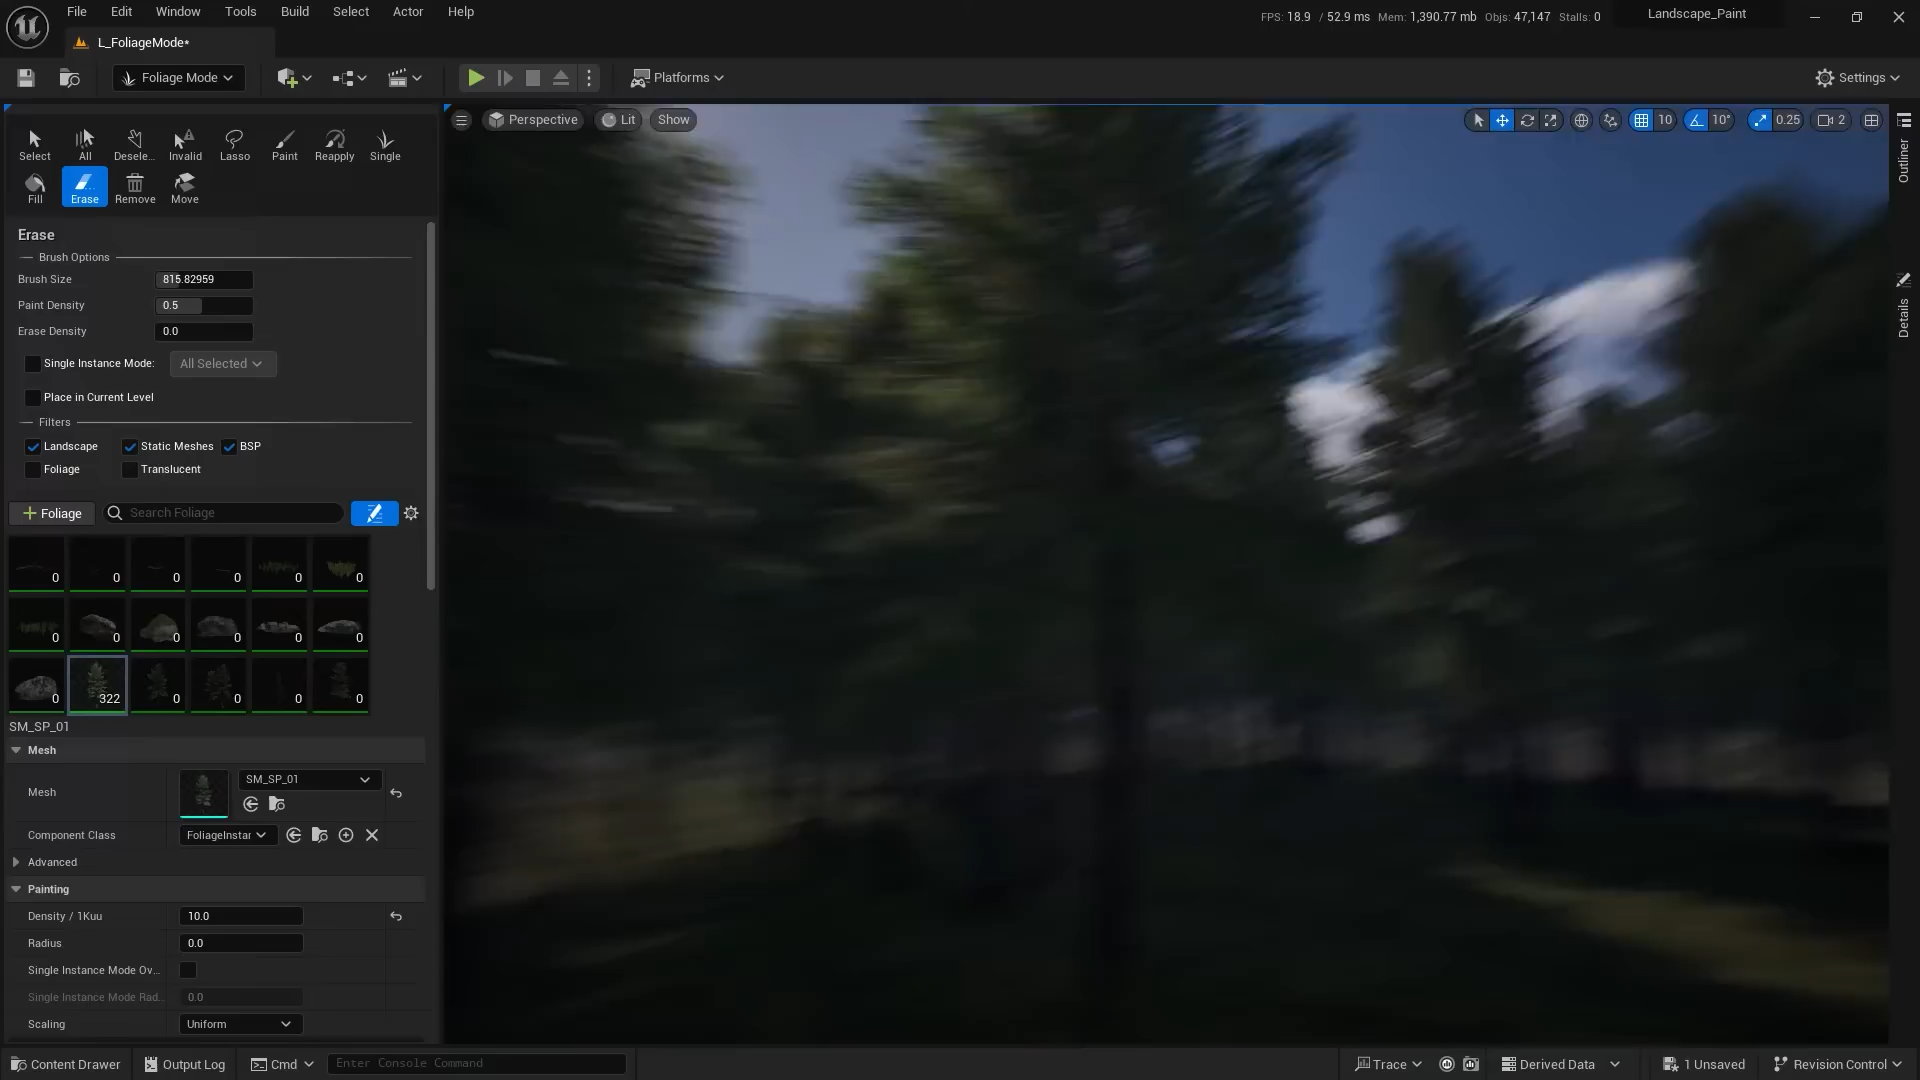 File Edit Window Tools Build Select Actor Help
FPS: 18.9 / 52.9 ms Mem: 1,390.77 mb Objs: 47,147 Stalls: 0
Landscape_Paint
L_FoliageMode*
Foliage Mode
Platforms
Settings
Select All Desele... Invalid Lasso Paint Reapply Single
Fill Erase Remove Move
Perspective Lit Show
10 10° 0.25 2
Outliner
Details
Erase
Brush Options
Brush Size 815.82959
Paint Density 0.5
Erase Density 0.0
Single Instance Mode: All Selected
Place in Current Level
Filters
Landscape Static Meshes BSP
Foliage Translucent
Foliage Search Foliage
0 0 0 0 0 0
0 0 0 0 0 0
0 322 0 0 0 0
SM_SP_01
Mesh
Mesh SM_SP_01
Component Class FoliageInstar
Advanced
Painting
Density / 1Kuu 10.0
Radius 0.0
Single Instance Mode Ov...
Single Instance Mode Rad... 0.0
Scaling Uniform
Content Drawer Output Log Cmd Enter Console Command
Trace Derived Data 1 Unsaved Revision Control